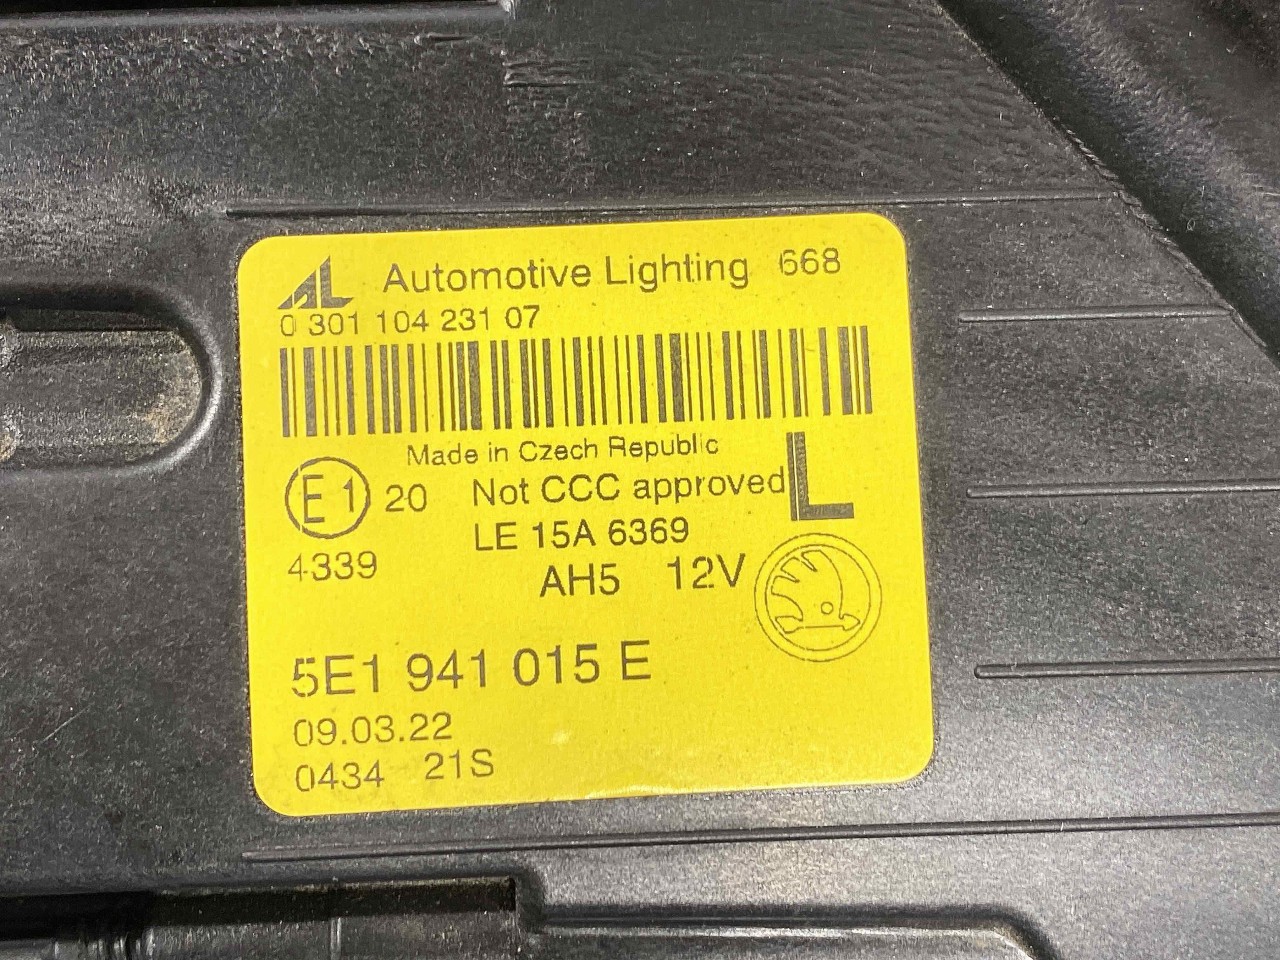 AL Automotive Lighting 668
0 301 104 231 07
Made in Czech Republic
E1 20 Not CCC approved L
LE 15A 6369
4339
AH5 12V
5E1 941 015 E
09.03.22
0434 21S